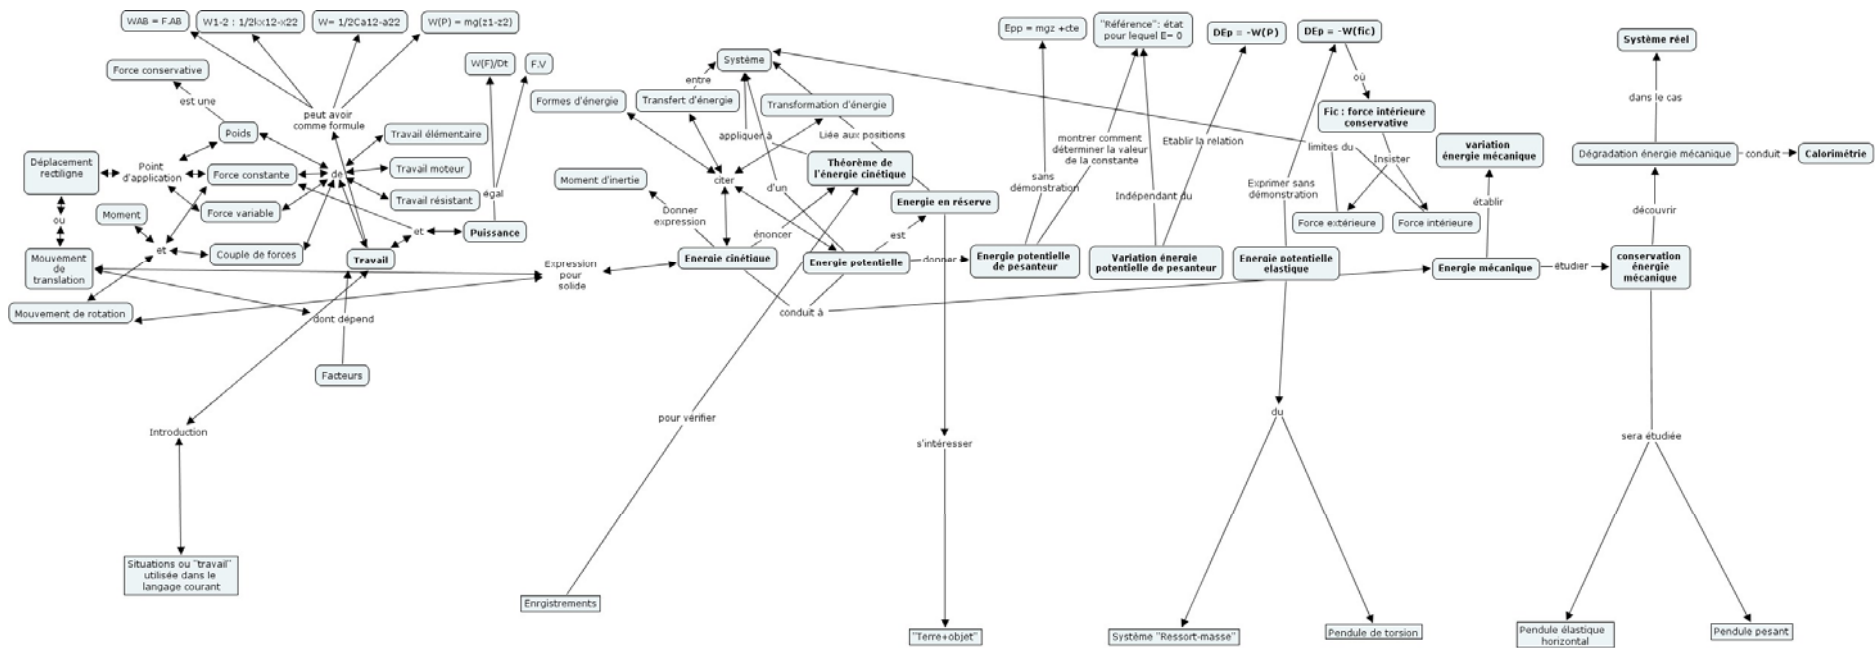 WAB = F.AB
W1-2 : 1/2kx12-x22
W= 1/2Ca12-a22
W(P) = mg(z1-z2)
Force conservative
est une
W(F)/Dt
F.V
peut avoir
comme formule
Poids
Travail élémentaire
Déplacement
rectiligne
Point
d'application
Force constante
de
Travail moteur
Travail résistant
ou
Moment
Force variable
égal
et
Puissance
et
Couple de forces
Travail
Mouvement
de
translation
Mouvement de rotation
dont dépend
Facteurs
Introduction
Situations ou "travail"
utilisée dans le
langage courant
Expression
pour
solide
Système
entre
Formes d'énergie
Transfert d'énergie
Transformation d'énergie
appliquer à
Liée aux positions
Théorème de
l'énergie cinétique
Moment d'inertie
citer
d'un
Donner
expression
Energie en réserve
énoncer
est
Energie cinétique
Energie potentielle
donner
conduit à
pour vérifier
Enrgistrements
s'intéresser
"Terre+objet"
Epp = mgz +cte
"Référence": état
pour lequel E= 0
DEp = -W(P)
DEp = -W(fic)
où
Fic : force intérieure
conservative
montrer comment
déterminer la valeur
de la constante
Etablir la relation
limites du
Insister
sans
démonstration
Indépendant du
Exprimer sans
démonstration
Force extérieure
Force intérieure
Energie potentielle
de pesanteur
Variation énergie
potentielle de pesanteur
Energie potentielle
elastique
du
Système "Ressort-masse"
Pendule de torsion
variation
énergie mécanique
établir
Energie mécanique
étudier
conservation
énergie
mécanique
découvrir
Système réel
dans le cas
Dégradation énergie mécanique
conduit
Calorimétrie
sera étudiée
Pendule élastique
horizontal
Pendule pesant